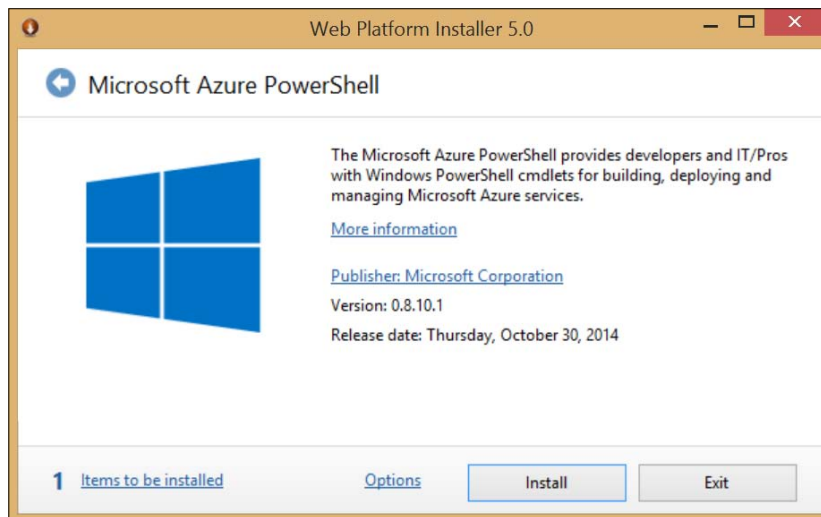 Web Platform Installer 5.0
Microsoft Azure PowerShell
The Microsoft Azure PowerShell provides developers and IT/Pros
with Windows PowerShell cmdlets for building, deploying and
managing Microsoft Azure services.
More information
Publisher: Microsoft Corporation
Version: 0.8.10.1
Release date: Thursday, October 30, 2014
1 Items to be installed Options Install Exit